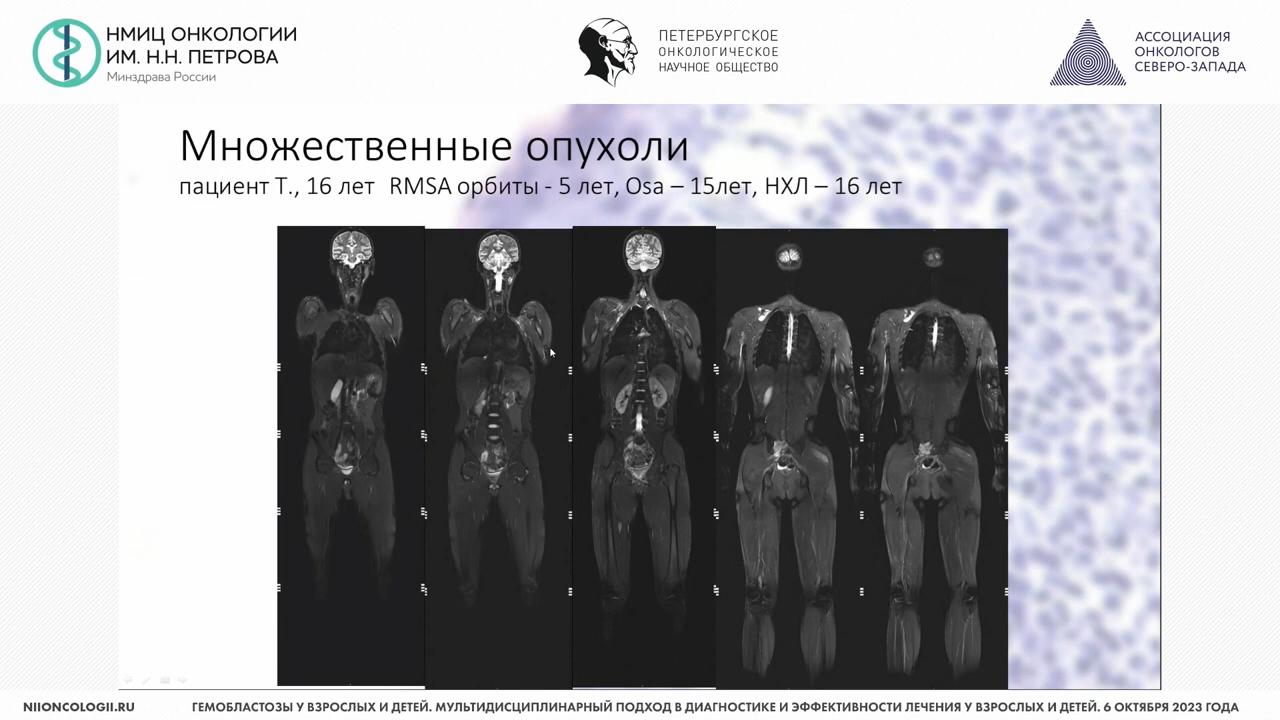 НМИЦ ОНКОЛОГИИ
ИМ. Н.Н. ПЕТРОВА
Минздрава России
ПЕТЕРБУРГСКОЕ
ОНКОЛОГИЧЕСКОЕ
НАУЧНОЕ ОБЩЕСТВО
АССОЦИАЦИЯ
ОНКОЛОГОВ
СЕВЕРО-ЗАПАДА
Множественные опухоли
пациент Т., 16 лет RMSA орбиты - 5 лет, Osa – 15лет, НХЛ – 16 лет
NIIONCOLOGII.RU
ГЕМОБЛАСТОЗЫ У ВЗРОСЛЫХ И ДЕТЕЙ. МУЛЬТИДИСЦИПЛИНАРНЫЙ ПОДХОД В ДИАГНОСТИКЕ И ЭФФЕКТИВНОСТИ ЛЕЧЕНИЯ У ВЗРОСЛЫХ И ДЕТЕЙ. 6 ОКТЯБРЯ 2023 ГОДА